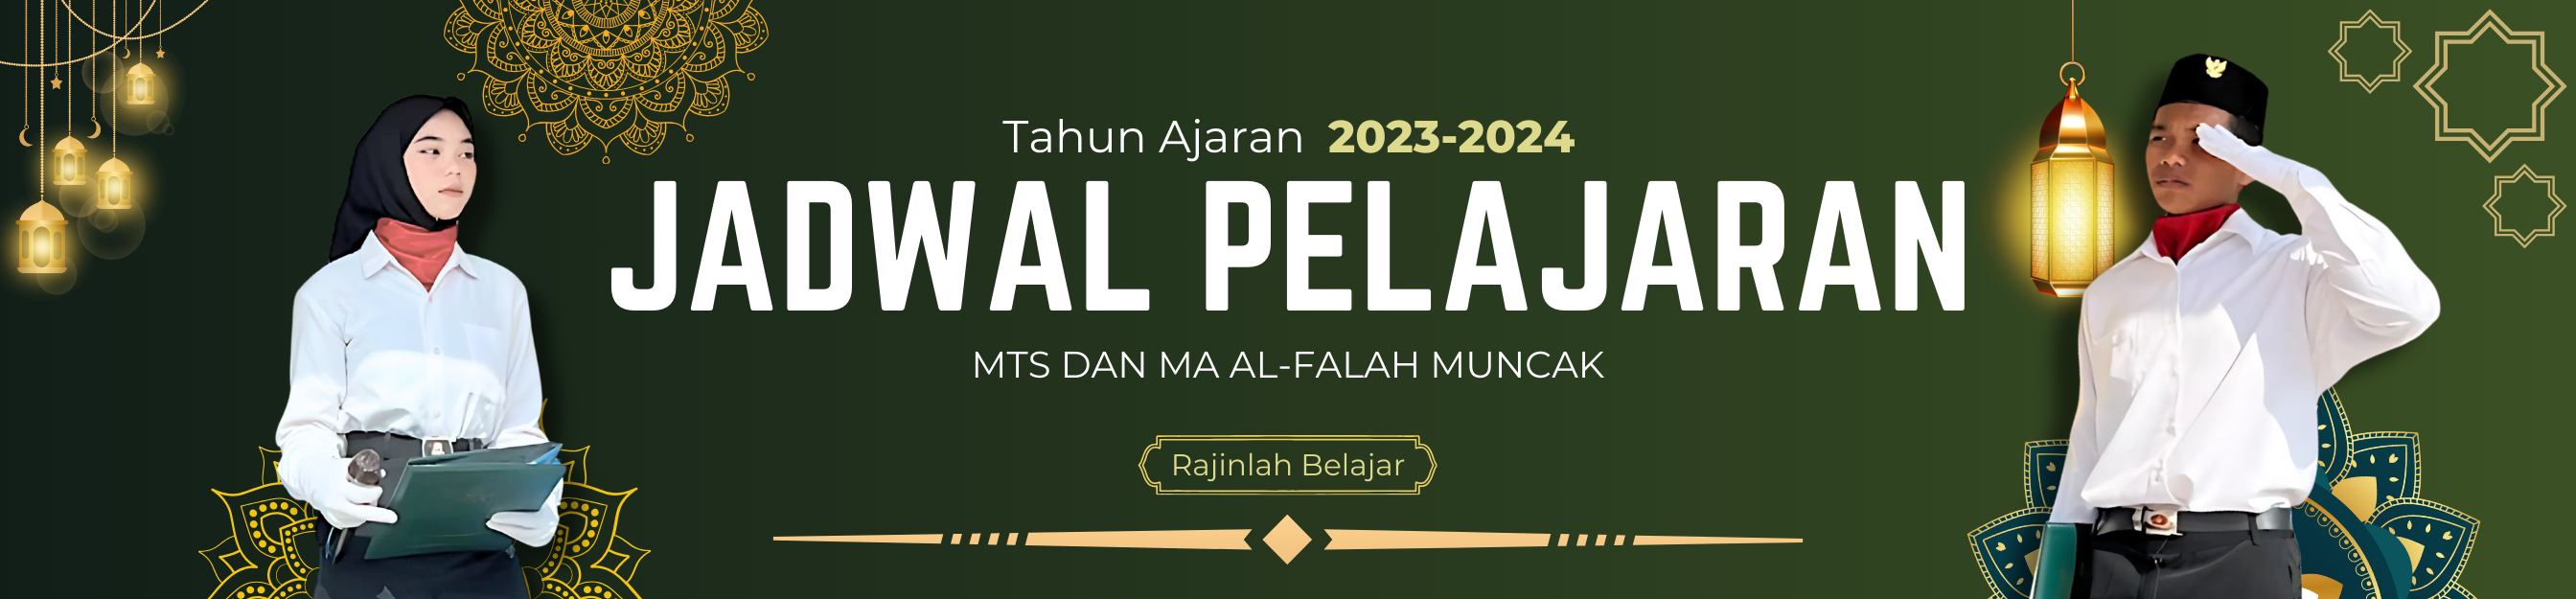 Tahun Ajaran 2023-2024
JADWAL PELAJARAN
MTS DAN MA AL-FALAH MUNCAK
Rajinlah Belajar